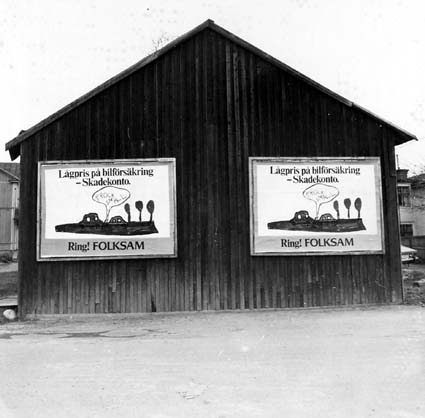 Lågpris på bilförsäkring
– Skadekonto.
Ring! FOLKSAM
Lågpris på bilförsäkring
– Skadekonto.
Ring! FOLKSAM